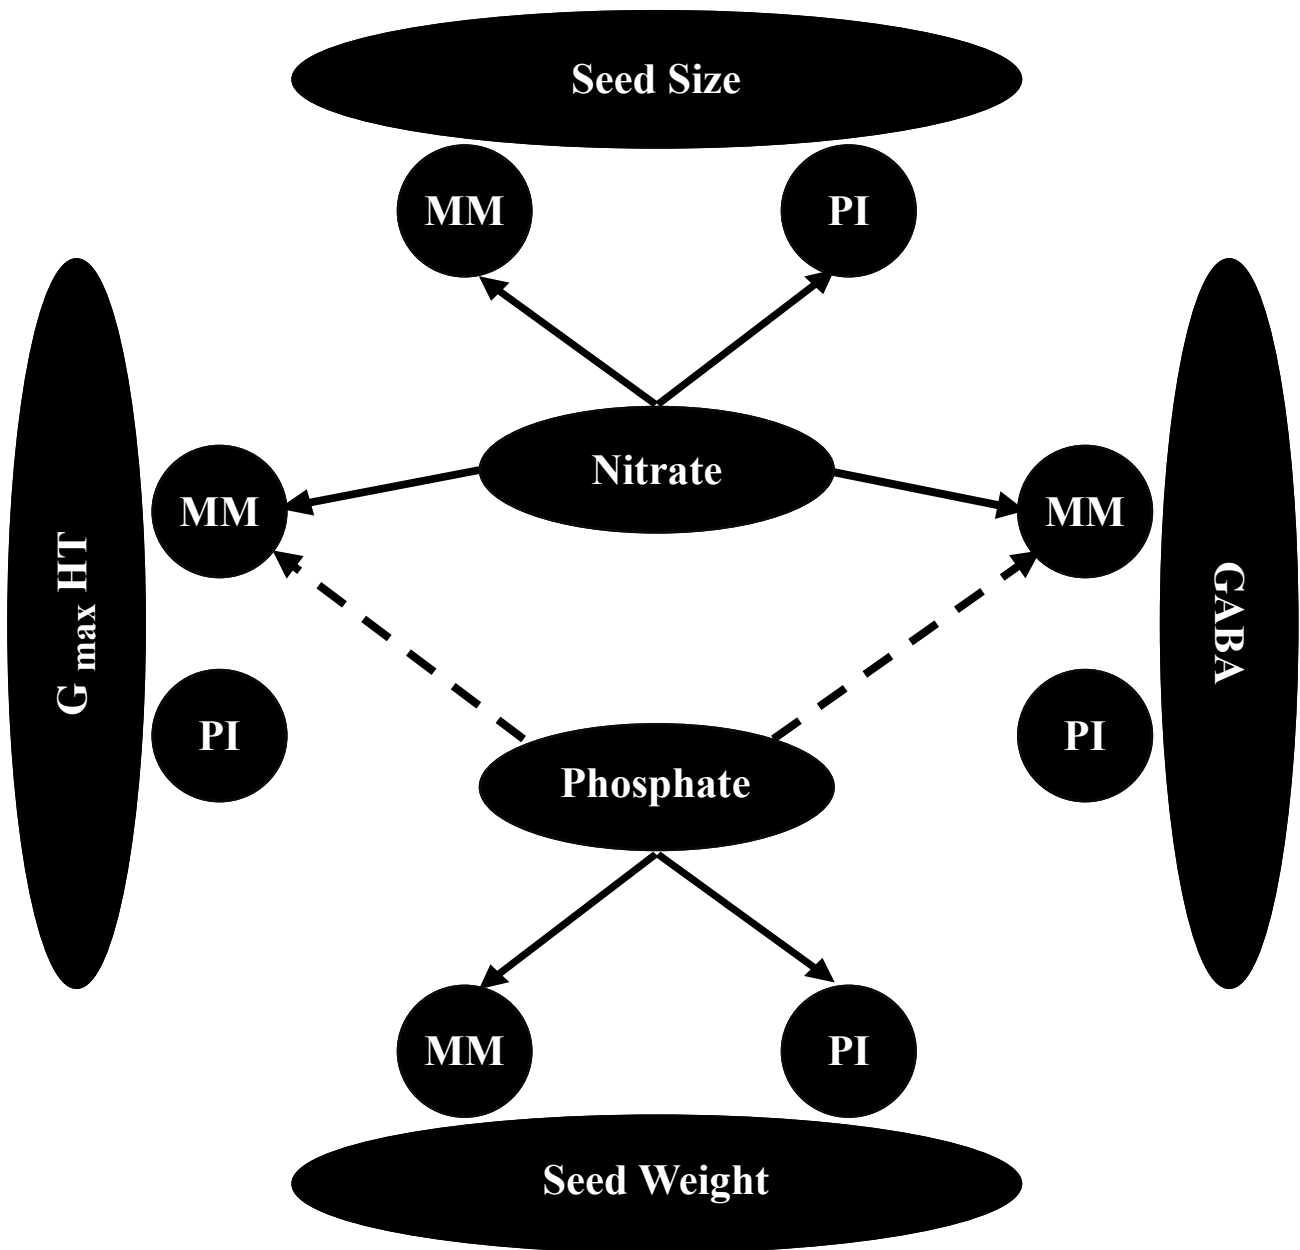 Seed Size
MM
PI
Nitrate
MM
MM
G max HT
GABA
PI
Phosphate
PI
MM
PI
Seed Weight